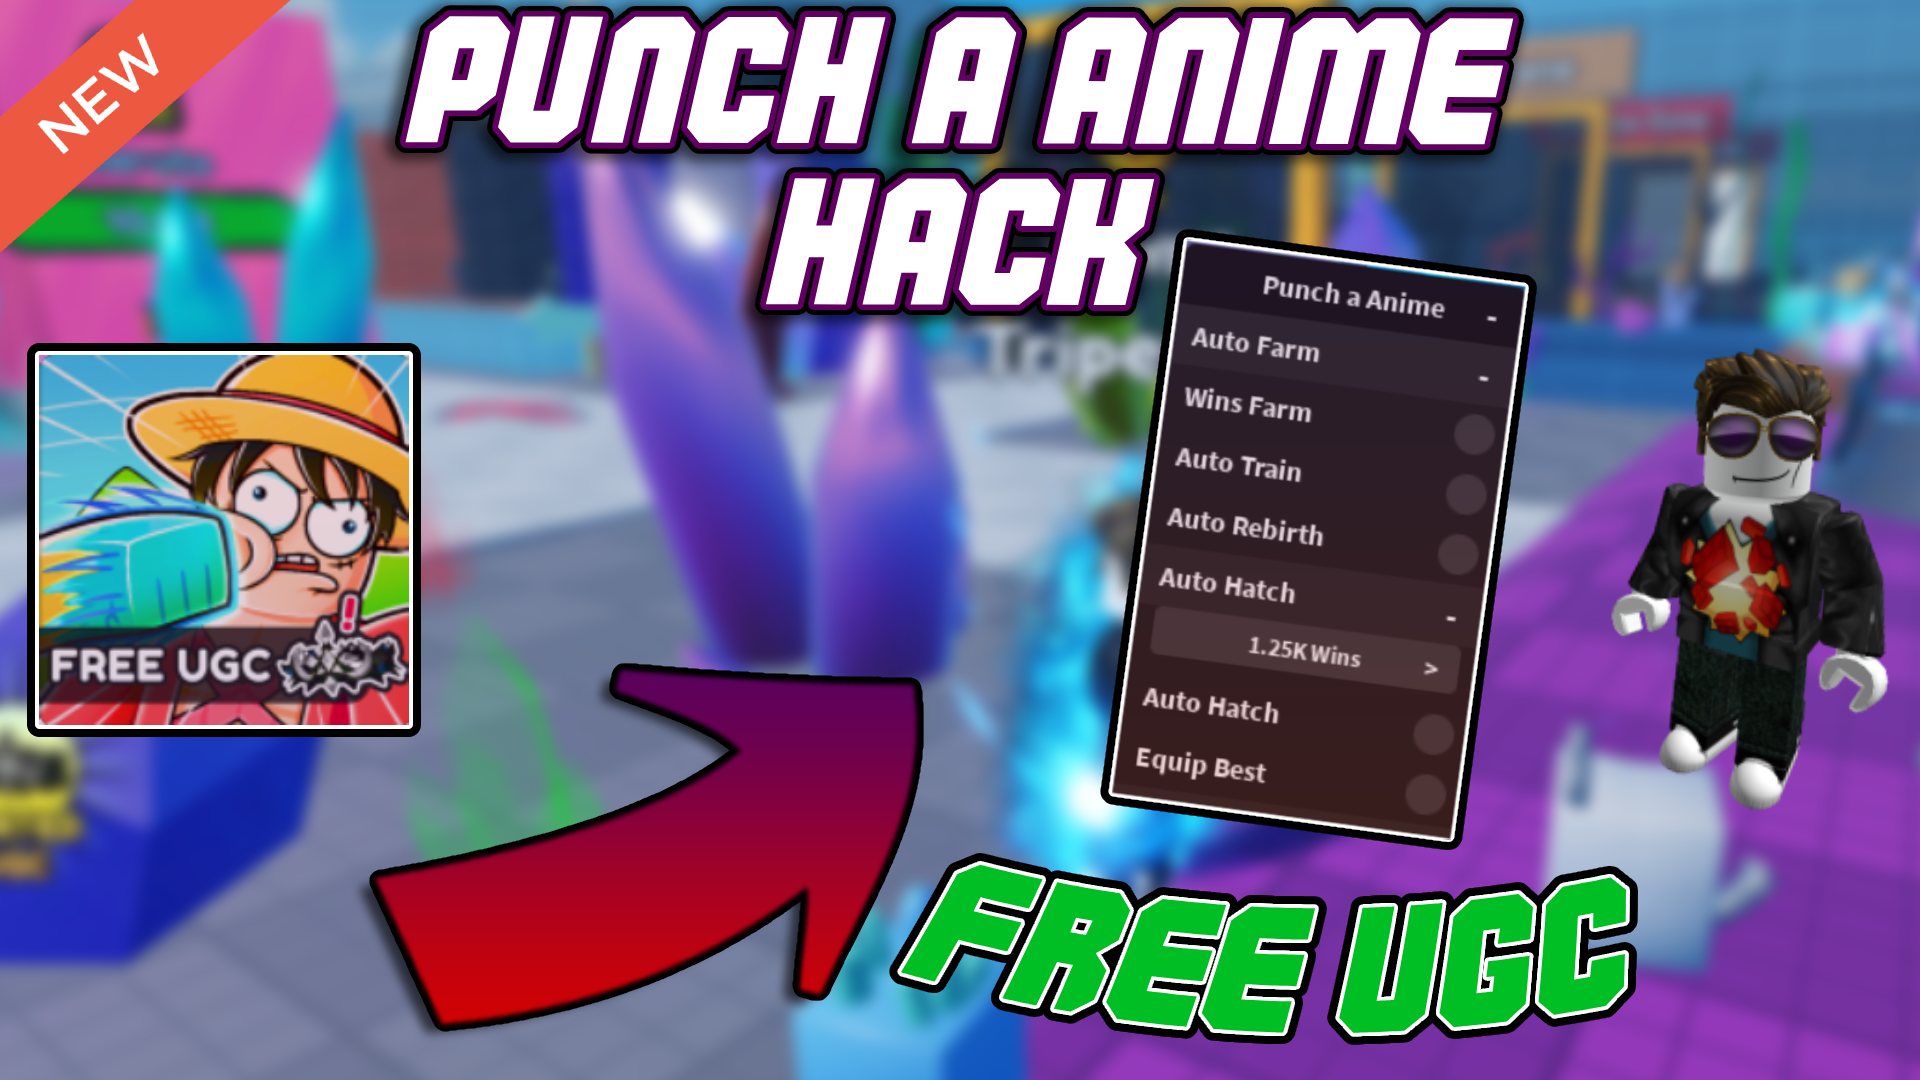 NEW
PUNCH A ANIME
HACK
Punch a Anime -
Auto Farm -
Wins Farm
Auto Train
Auto Rebirth
Auto Hatch -
1.25K Wins >
Auto Hatch
Equip Best
FREE UGC
!
FREE UGC